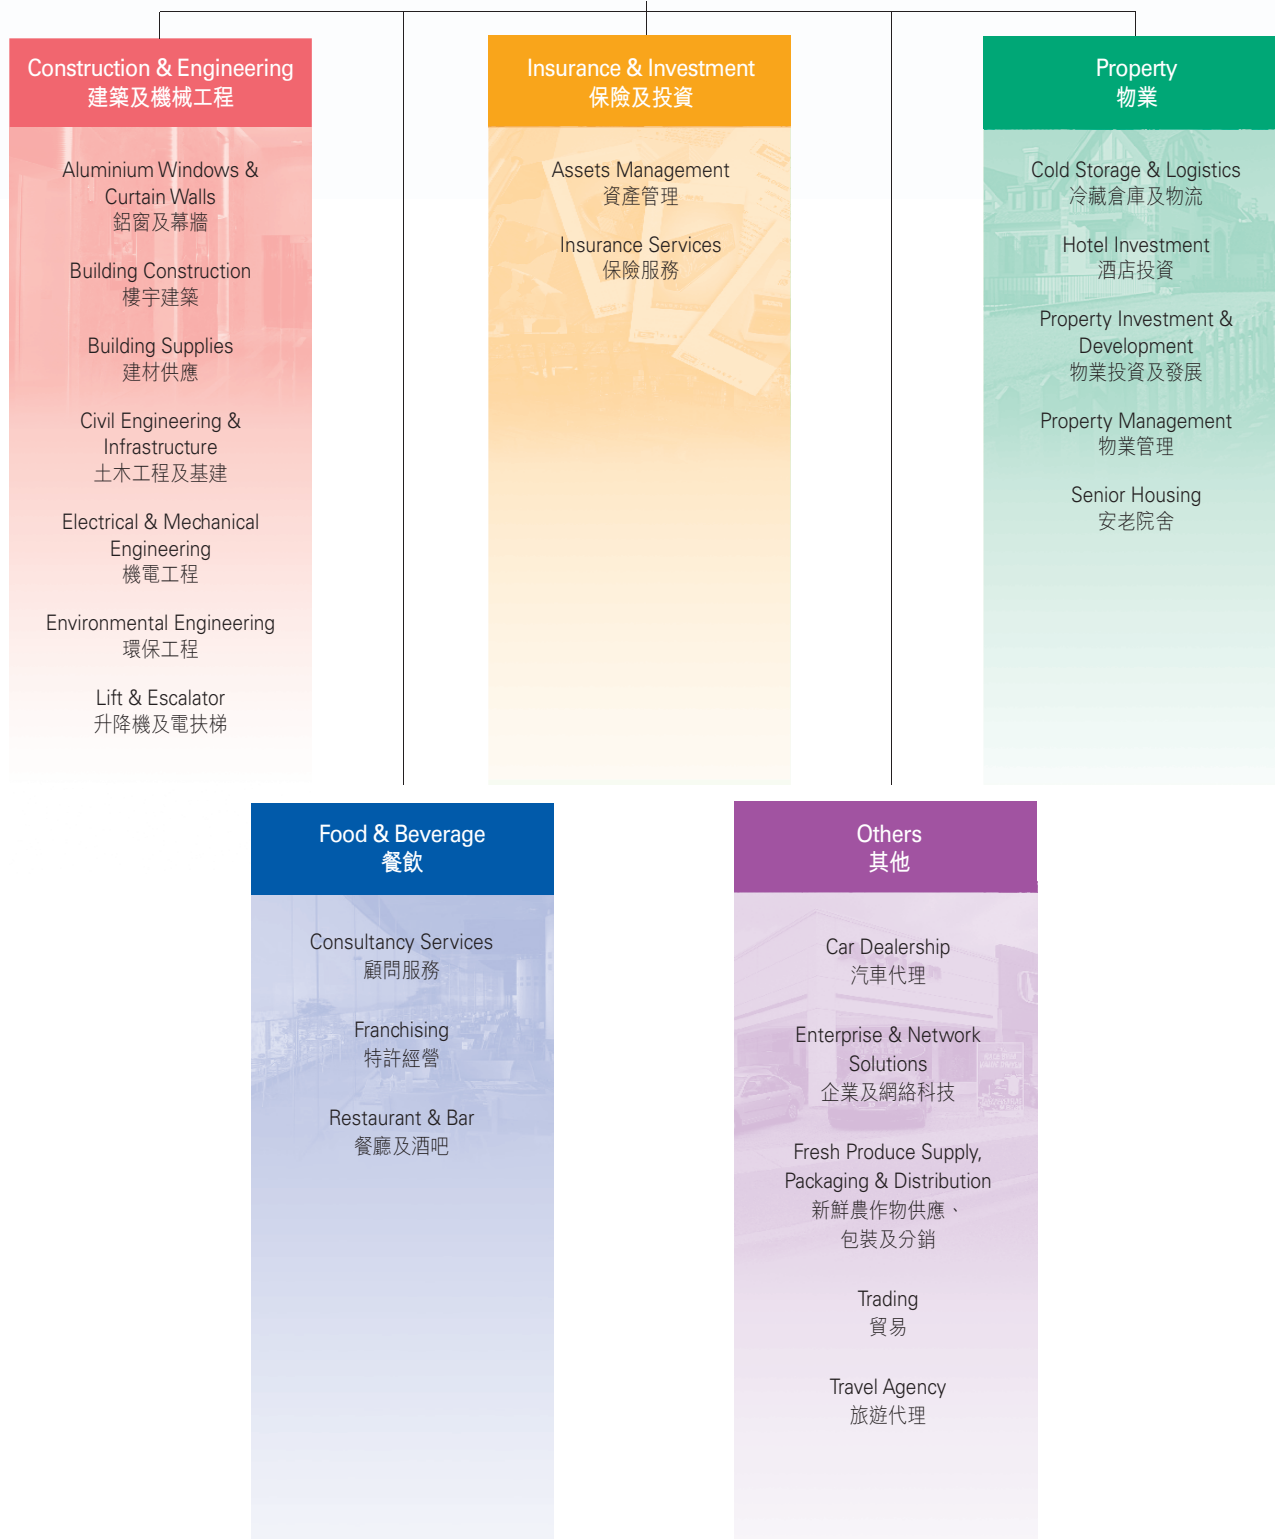 Construction & Engineering
建築及機械工程
Aluminium Windows &
Curtain Walls
鋁窗及幕牆
Building Construction
樓宇建築
Building Supplies
建材供應
Civil Engineering &
Infrastructure
土木工程及基建
Electrical & Mechanical
Engineering
機電工程
Environmental Engineering
環保工程
Lift & Escalator
升降機及電扶梯
Insurance & Investment
保險及投資
Assets Management
資產管理
Insurance Services
保險服務
Property
物業
Cold Storage & Logistics
冷藏倉庫及物流
Hotel Investment
酒店投資
Property Investment &
Development
物業投資及發展
Property Management
物業管理
Senior Housing
安老院舍
Food & Beverage
餐飲
Consultancy Services
顧問服務
Franchising
特許經營
Restaurant & Bar
餐廳及酒吧
Others
其他
Car Dealership
汽車代理
Enterprise & Network
Solutions
企業及網絡科技
Fresh Produce Supply,
Packaging & Distribution
新鮮農作物供應、
包裝及分銷
Trading
貿易
Travel Agency
旅遊代理